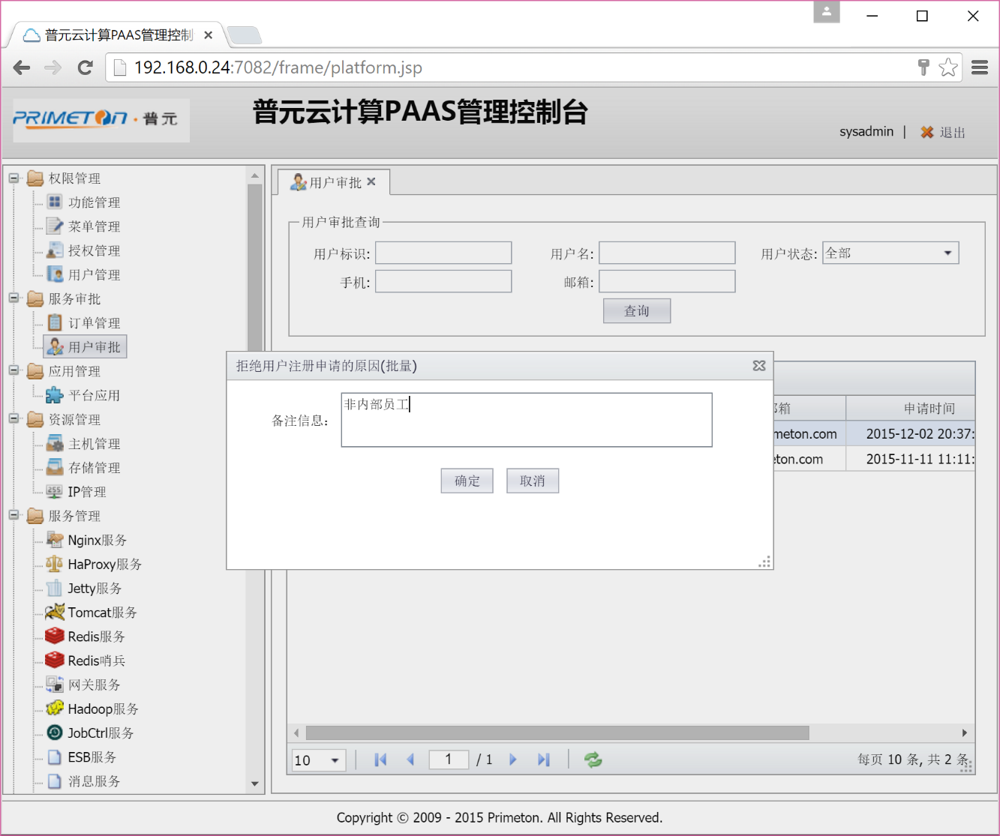 普元云计算PAAS管理控制
192.168.0.24:7082/frame/platform.jsp
PRIMETON·普元
普元云计算PAAS管理控制台
sysadmin | 退出
权限管理
功能管理
菜单管理
授权管理
用户管理
服务审批
订单管理
用户审批
应用管理
平台应用
资源管理
主机管理
存储管理
255
IP管理
服务管理
Nginx服务
HaProxy服务
Jetty服务
Tomcat服务
Redis服务
Redis哨兵
网关服务
Hadoop服务
JobCtrl服务
ESB服务
消息服务
用户审批
用户审批查询
用户标识: 用户名: 用户状态: 全部
手机: 邮箱:
查询
拒绝用户注册申请的原因(批量)
备注信息: 非内部员工
确定 取消
邮箱 申请时间
meton.com 2015-12-02 20:37:
eton.com 2015-11-11 11:11:
10 1 / 1 每页 10 条, 共 2 条
Copyright © 2009 - 2015 Primeton. All Rights Reserved.